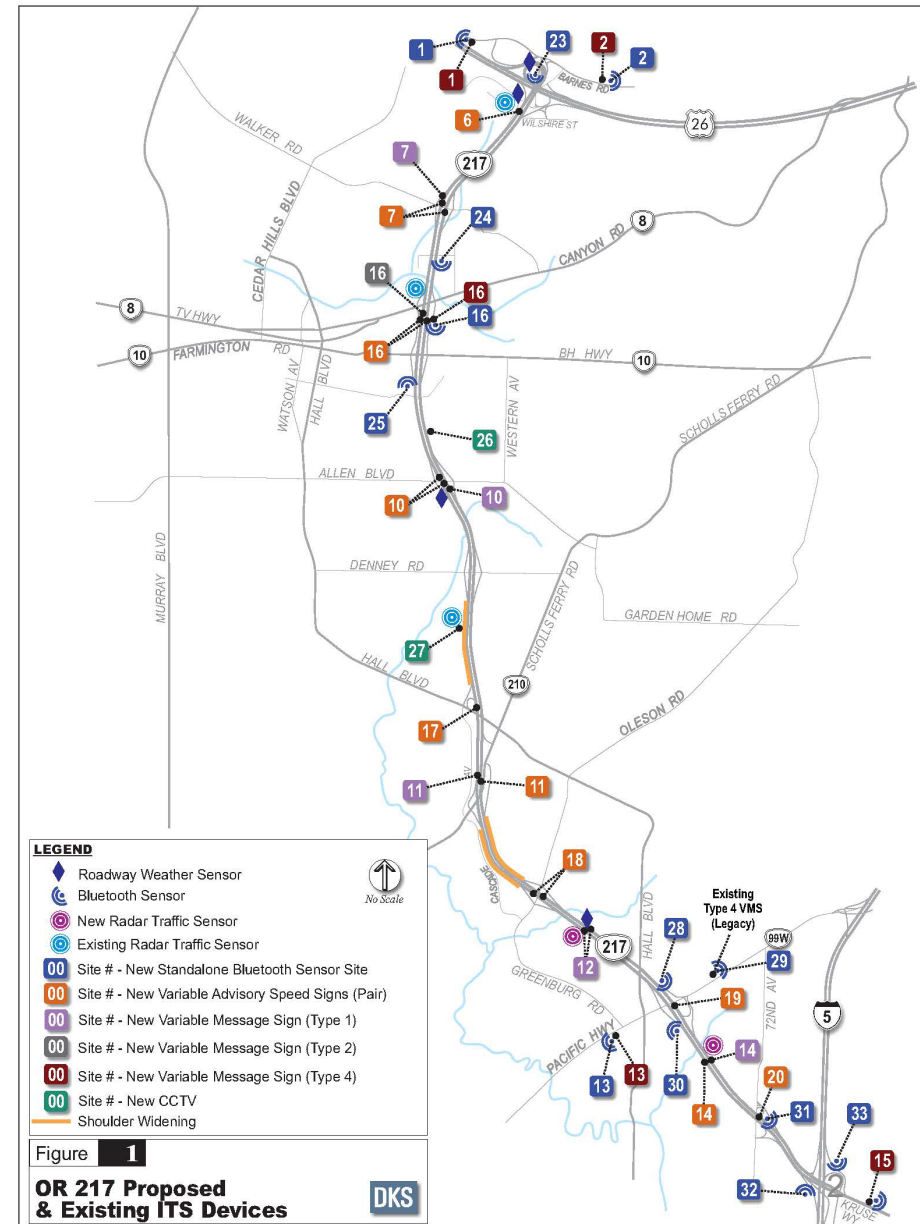 1
23
2
2
1
BARNES RD
6
WILSHIRE ST
26
WALKER RD
217
7
7
CEDAR HILLS BLVD
24
8
CANYON RD
16
16
8
TV HWY
16
16
10
FARMINGTON RD
BH HWY
10
WATSON AV
HALL BLVD
25
WESTERN AV
SCHOLLS FERRY RD
26
ALLEN BLVD
10
10
MURRAY BLVD
DENNEY RD
SCHOLLS FERRY RD
GARDEN HOME RD
27
HALL BLVD
210
OLESON RD
17
AV
11
11
CASCADE
18
HALL BLVD
Existing
Type 4 VMS
(Legacy)
28
99W
217
12
29
GREENBURG RD
72ND AV
19
5
PACIFIC HWY
14
13
13
30
14
20
31
33
15
32
2
KRUSE WY
LEGEND
Roadway Weather Sensor
Bluetooth Sensor
No Scale
New Radar Traffic Sensor
Existing Radar Traffic Sensor
00 Site # - New Standalone Bluetooth Sensor Site
00 Site # - New Variable Advisory Speed Signs (Pair)
00 Site # - New Variable Message Sign (Type 1)
00 Site # - New Variable Message Sign (Type 2)
00 Site # - New Variable Message Sign (Type 4)
00 Site # - New CCTV
Shoulder Widening
Figure 1
OR 217 Proposed
& Existing ITS Devices
DKS